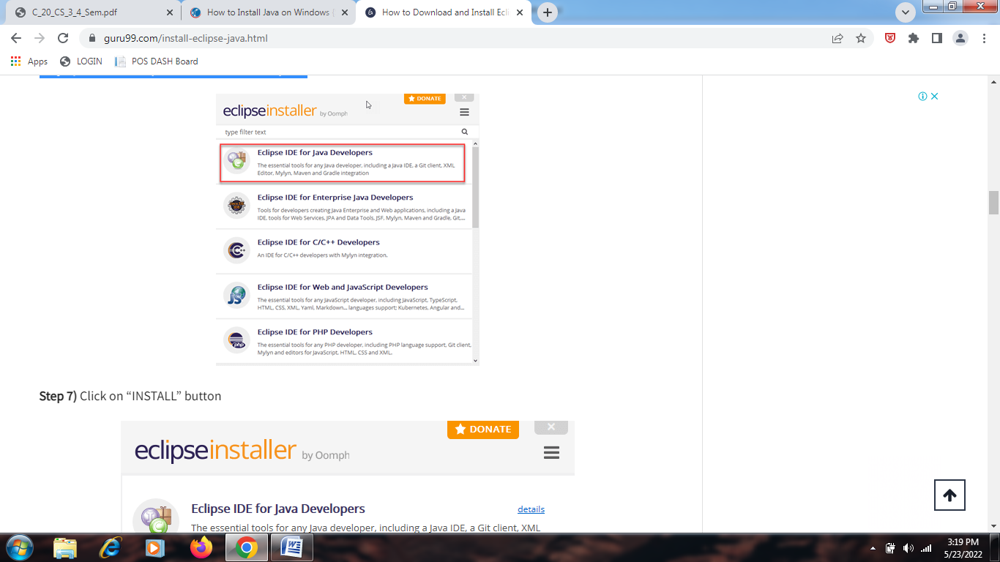 C_20_CS_3_4_Sem.pdf
How to Install Java on Windows
How to Download and Install Ecl
guru99.com/install-eclipse-java.html
Apps
LOGIN
POS DASH Board
DONATE
eclipseinstaller by Oomph
type filter text
Eclipse IDE for Java Developers
The essential tools for any Java developer, including a Java IDE, a Git client, XML
Editor, Mylyn, Maven and Gradle integration
Eclipse IDE for Enterprise Java Developers
Tools for developers creating Java Enterprise and Web applications, including a Java
IDE, tools for Web Services, JPA and Data Tools, JSF, Mylyn, Maven and Gradle, Git,...
Eclipse IDE for C/C++ Developers
An IDE for C/C++ developers with Mylyn integration.
Eclipse IDE for Web and JavaScript Developers
The essential tools for any JavaScript developer, including JavaScript, TypeScript,
HTML, CSS, XML, Yaml, Markdown... languages support; Kubernetes, Angular and...
Eclipse IDE for PHP Developers
The essential tools for any PHP developer, including PHP language support, Git client,
Mylyn and editors for JavaScript, HTML, CSS and XML.
Step 7) Click on “INSTALL” button
DONATE
eclipseinstaller by Oomph
Eclipse IDE for Java Developers
details
The essential tools for any Java developer, including a Java IDE, a Git client, XML
3:19 PM
5/23/2022